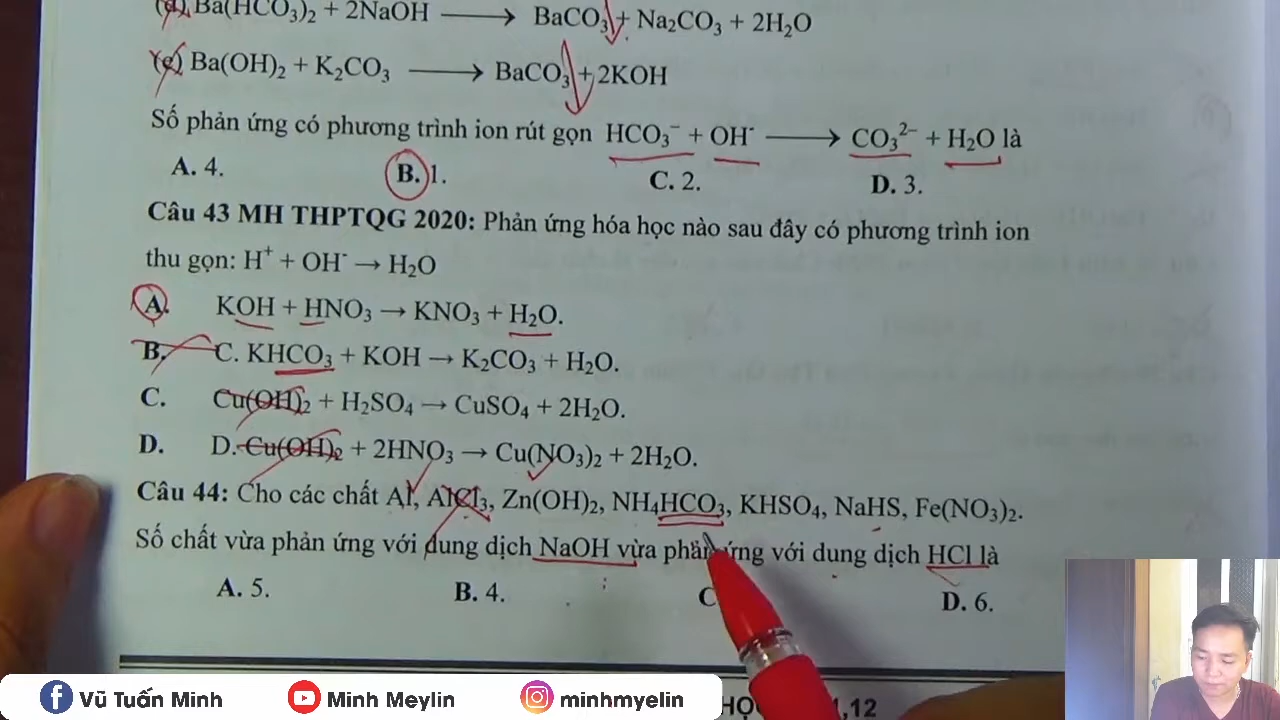 (d) Ba(HCO₃)₂ + 2NaOH ⟶ BaCO₃ + Na₂CO₃ + 2H₂O
(e) Ba(OH)₂ + K₂CO₃ ⟶ BaCO₃ + 2KOH
Số phản ứng có phương trình ion rút gọn HCO₃⁻ + OH⁻ ⟶ CO₃²⁻ + H₂O là
A. 4. B. 1. C. 2. D. 3.
Câu 43 MH THPTQG 2020: Phản ứng hóa học nào sau đây có phương trình ion
thu gọn: H⁺ + OH⁻ → H₂O
A. KOH + HNO₃ → KNO₃ + H₂O.
B. C. KHCO₃ + KOH → K₂CO₃ + H₂O.
C. Cu(OH)₂ + H₂SO₄ → CuSO₄ + 2H₂O.
D. D. Cu(OH)₂ + 2HNO₃ → Cu(NO₃)₂ + 2H₂O.
Câu 44: Cho các chất Al, AlCl₃, Zn(OH)₂, NH₄HCO₃, KHSO₄, NaHS, Fe(NO₃)₂.
Số chất vừa phản ứng với dung dịch NaOH vừa phản ứng với dung dịch HCl là
A. 5. B. 4. C D. 6.
Vũ Tuấn Minh Minh Meylin minhmyelin ,12